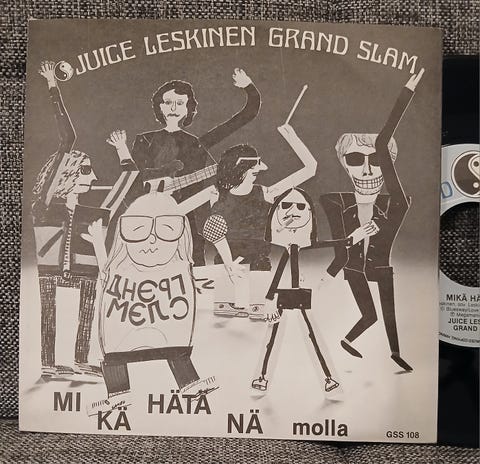 JUICE LESKINEN GRAND SLAM
MI KÄ HÄTÄ NÄ molla
GSS 108
MIKÄ HÄ
JUICE LES
GRAND